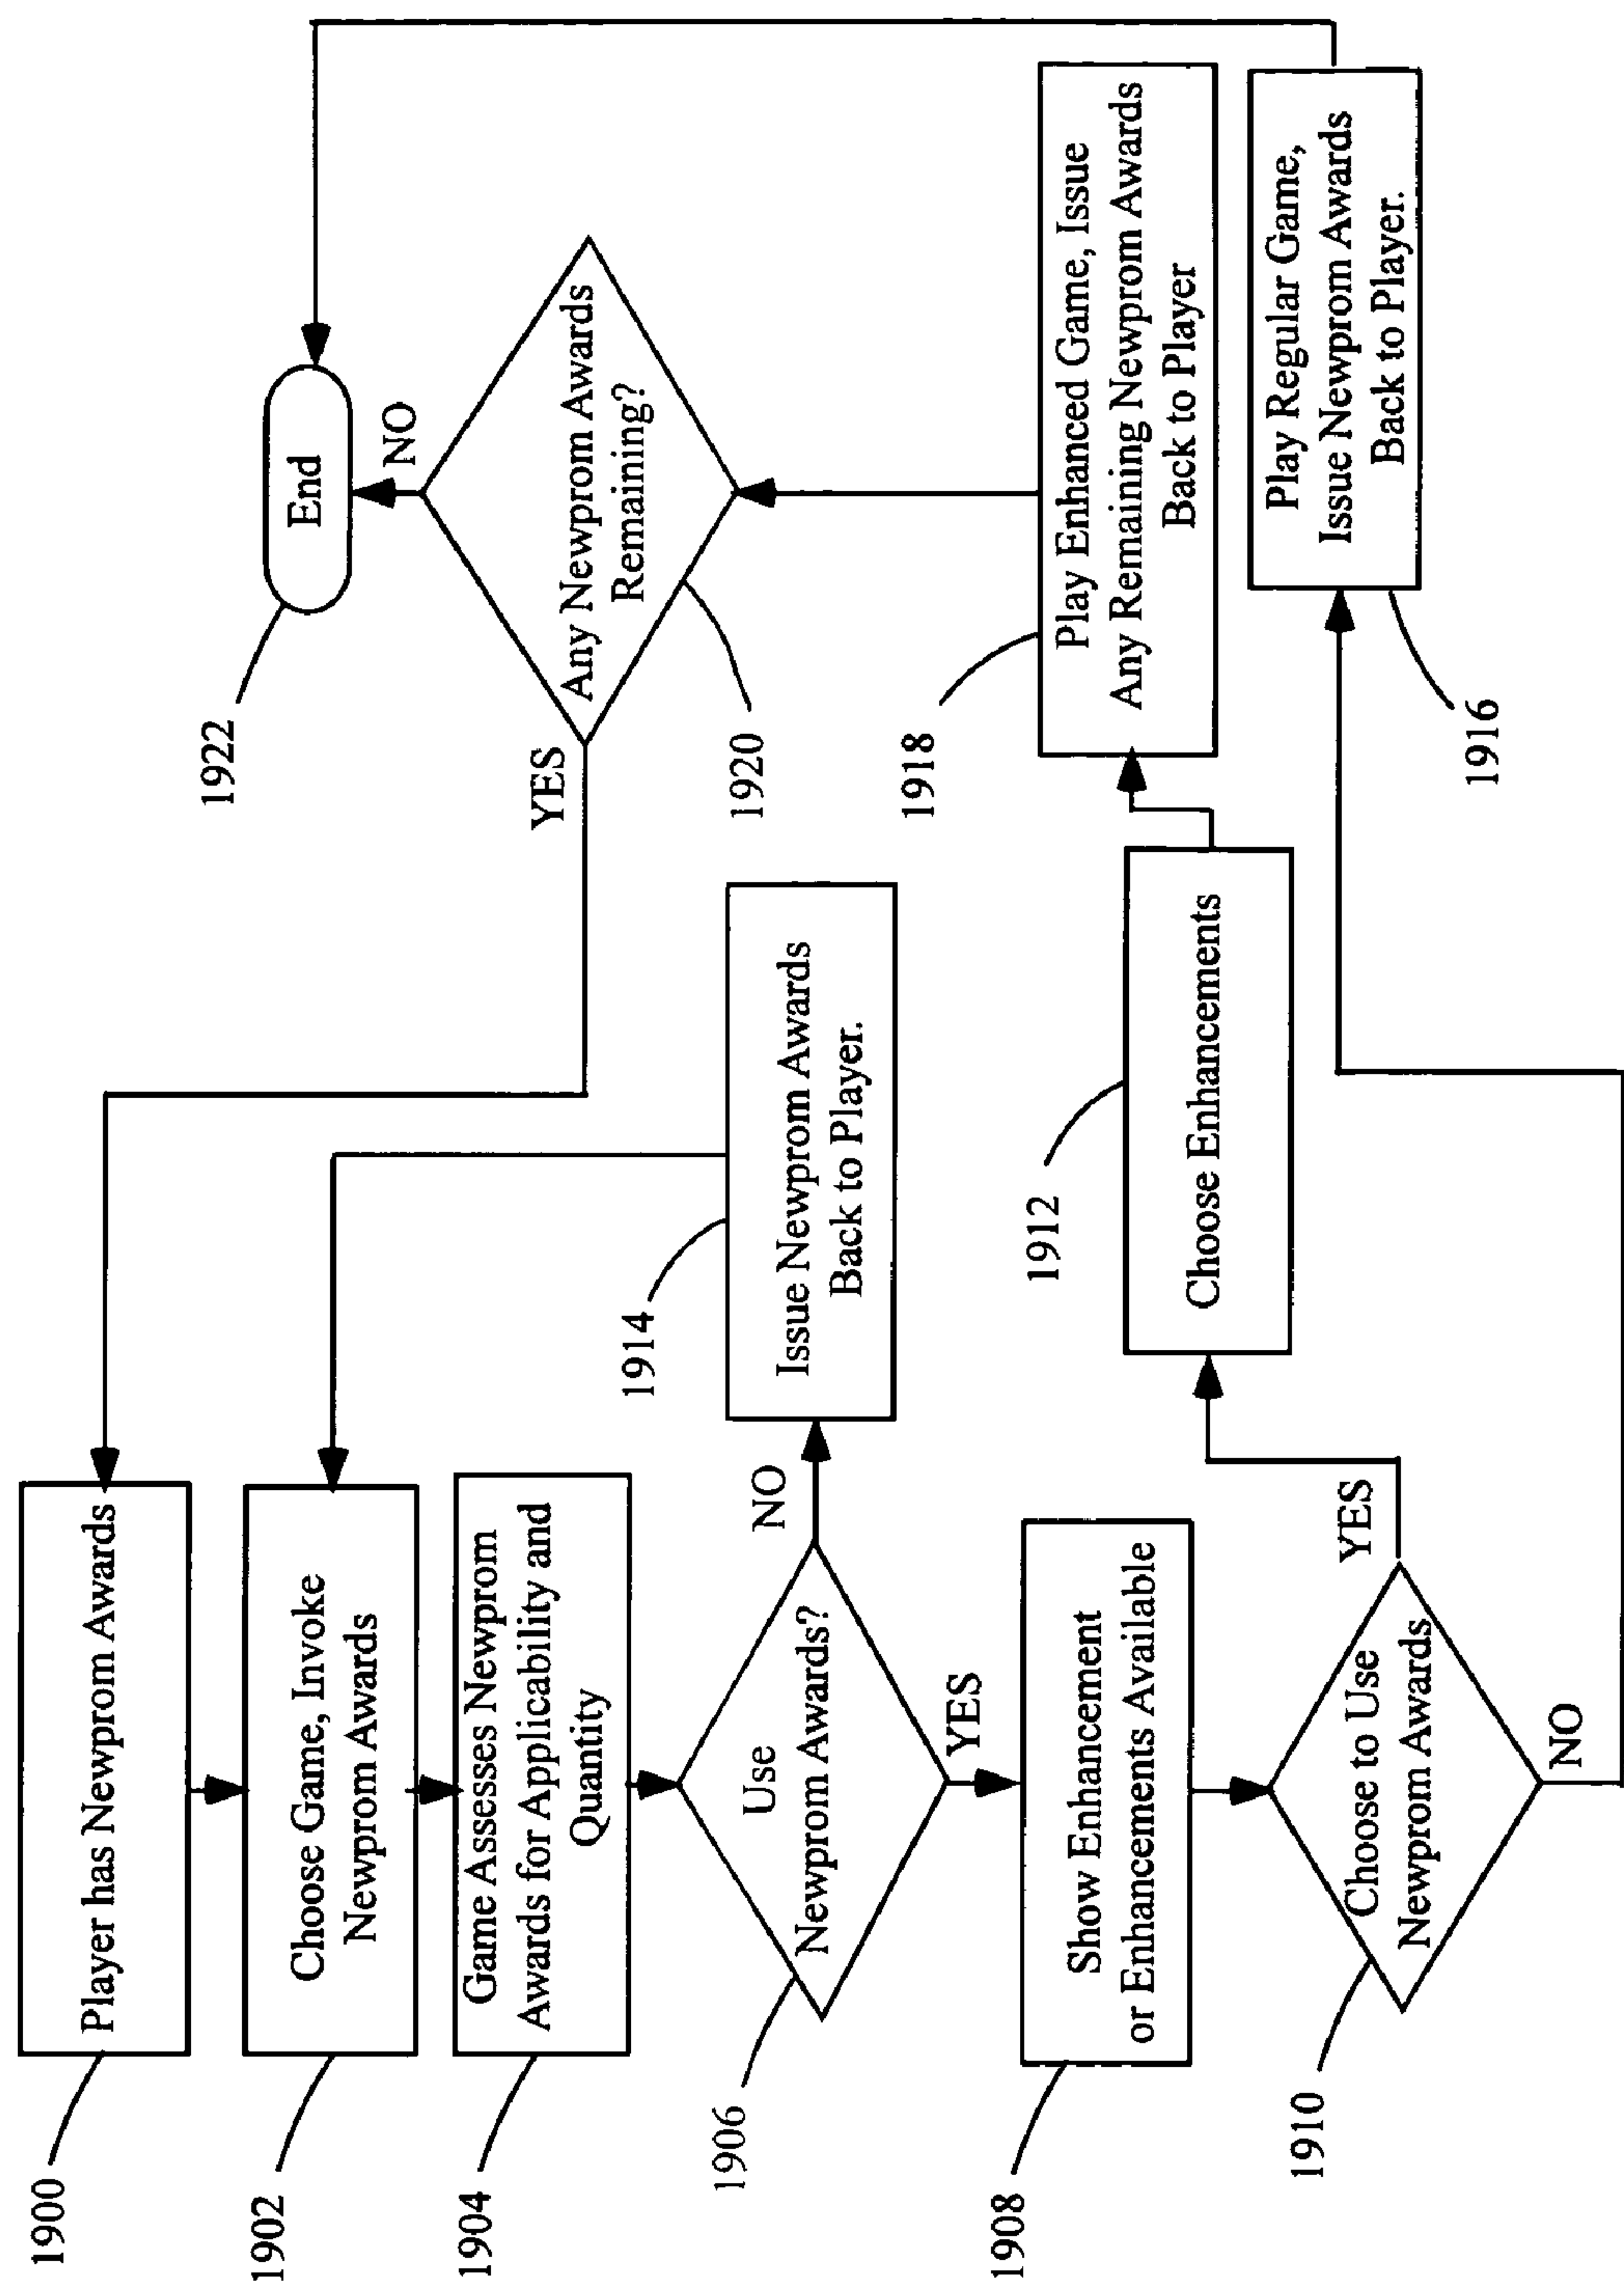 1900
Player has Newprom Awards
1902
Choose Game, Invoke
Newprom Awards
1904
Game Assesses Newprom
Awards for Applicability and
Quantity
1906
Use
Newprom Awards?
NO
YES
1914
Issue Newprom Awards
Back to Player.
1908
Show Enhancement
or Enhancements Available
1910
Choose to Use
Newprom Awards
YES
NO
1912
Choose Enhancements
1922
End
NO
Any Newprom Awards
Remaining?
YES
1920
1918
Play Enhanced Game, Issue
Any Remaining Newprom Awards
Back to Player
Play Regular Game,
Issue Newprom Awards
Back to Player.
1916